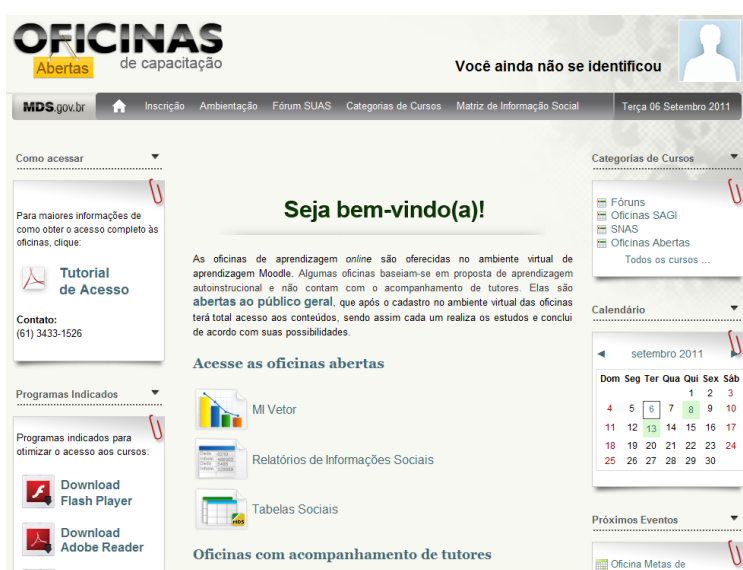 OFICINAS
Abertas
de capacitação
Você ainda não se identificou
MDS.gov.br
Inscrição
Ambientação
Fórum SUAS
Categorias de Cursos
Matriz de Informação Social
Terça 06 Setembro 2011
Como acessar
Para maiores informações de
como obter o acesso completo às
oficinas, clique:
Tutorial
de Acesso
Contato:
(61) 3433-1526
Programas Indicados
Programas indicados para
otimizar o acesso aos cursos:
Download
Flash Player
Download
Adobe Reader
Seja bem-vindo(a)!
As oficinas de aprendizagem online são oferecidas no ambiente virtual de
aprendizagem Moodle. Algumas oficinas baseiam-se em proposta de aprendizagem
autoinstrucional e não contam com o acompanhamento de tutores. Elas são
abertas ao público geral, que após o cadastro no ambiente virtual das oficinas
terá total acesso aos conteúdos, sendo assim cada um realiza os estudos e conclui
de acordo com suas possibilidades.
Acesse as oficinas abertas
MI Vetor
Relatórios de Informações Sociais
MDS
Tabelas Sociais
Oficinas com acompanhamento de tutores
Categorias de Cursos
Fóruns
Oficinas SAGI
SNAS
Oficinas Abertas
Todos os cursos ...
Calendário
setembro 2011
Dom Seg Ter Qua Qui Sex Sáb
1 2 3
4 5 6 7 8 9 10
11 12 13 14 15 16 17
18 19 20 21 22 23 24
25 26 27 28 29 30
Próximos Eventos
Oficina Metas de